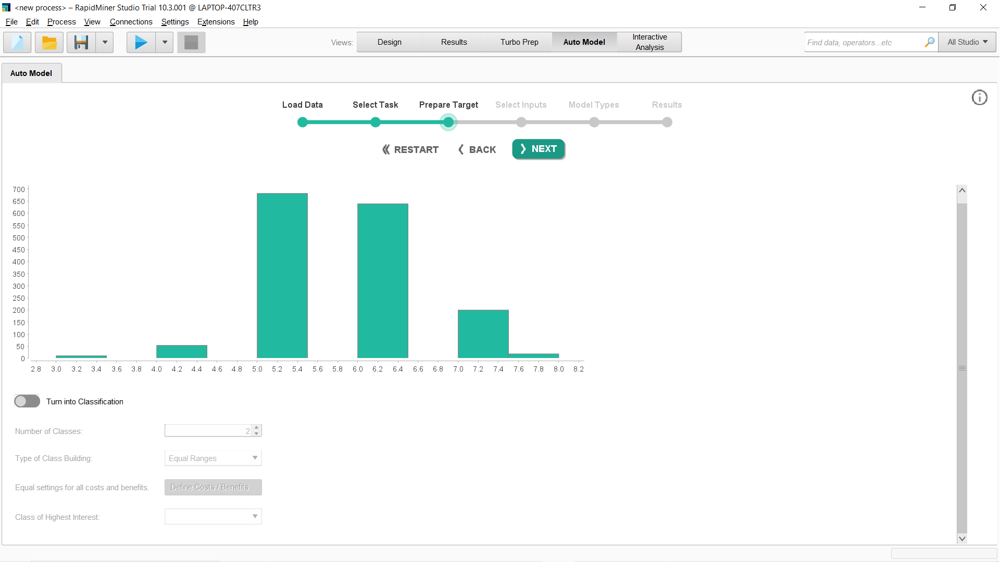 <new process> – RapidMiner Studio Trial 10.3.001 @ LAPTOP-407CLTR3
File Edit Process View Connections Settings Extensions Help
Views: Design Results Turbo Prep Auto Model Interactive Analysis
Find data, operators...etc All Studio
Auto Model
Load Data Select Task Prepare Target Select Inputs Model Types Results
RESTART BACK NEXT
700
650
600
550
500
450
400
350
300
250
200
150
100
50
0
2.8 3.0 3.2 3.4 3.6 3.8 4.0 4.2 4.4 4.6 4.8 5.0 5.2 5.4 5.6 5.8 6.0 6.2 6.4 6.6 6.8 7.0 7.2 7.4 7.6 7.8 8.0 8.2
Turn into Classification
Number of Classes: 2
Type of Class Building: Equal Ranges
Equal settings for all costs and benefits. Define Costs / Benefits...
Class of Highest Interest: